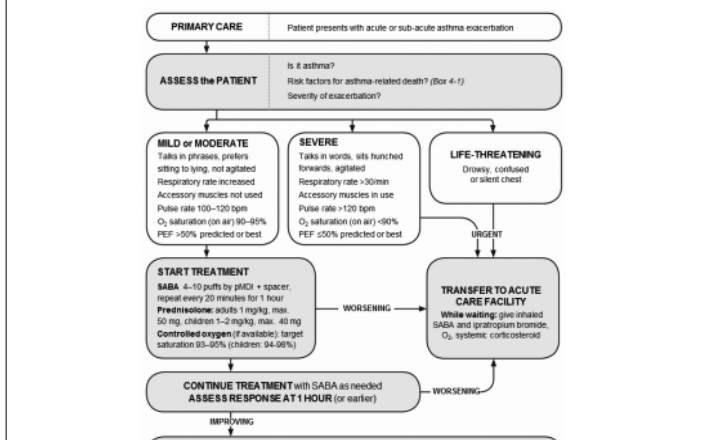 PRIMARY CARE
Patient presents with acute or sub-acute asthma exacerbation
ASSESS the PATIENT
Is it asthma?
Risk factors for asthma-related death? (Box 4-1)
Severity of exacerbation?
MILD or MODERATE
Talks in phrases, prefers
sitting to lying, not agitated
Respiratory rate increased
Accessory muscles not used
Pulse rate 100–120 bpm
O₂ saturation (on air) 90–95%
PEF >50% predicted or best
SEVERE
Talks in words, sits hunched
forwards, agitated
Respiratory rate >30/min
Accessory muscles in use
Pulse rate >120 bpm
O₂ saturation (on air) <90%
PEF ≤50% predicted or best
LIFE-THREATENING
Drowsy, confused
or silent chest
URGENT
START TREATMENT
SABA 4–10 puffs by pMDI + spacer,
repeat every 20 minutes for 1 hour
Prednisolone: adults 1 mg/kg, max.
50 mg, children 1–2 mg/kg, max. 40 mg
Controlled oxygen (if available): target
saturation 93–95% (children: 94-98%)
WORSENING
TRANSFER TO ACUTE
CARE FACILITY
While waiting: give inhaled
SABA and ipratropium bromide,
O₂, systemic corticosteroid
CONTINUE TREATMENT with SABA as needed
ASSESS RESPONSE AT 1 HOUR (or earlier)
WORSENING
IMPROVING